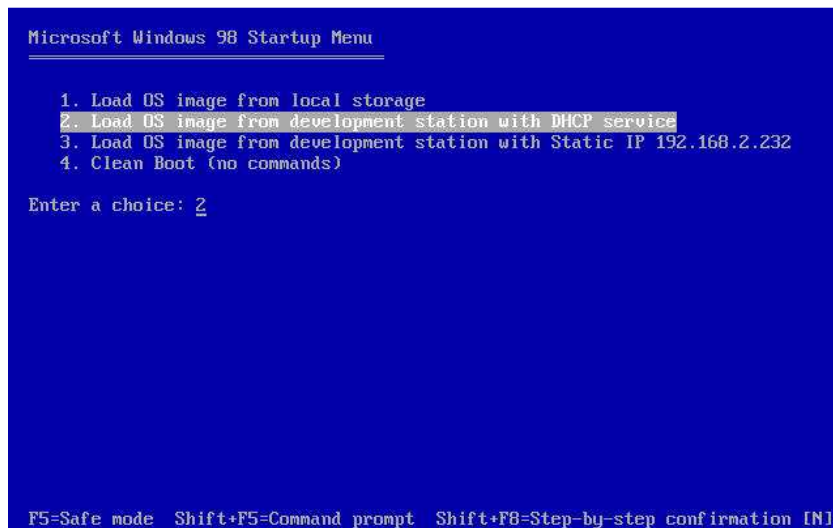 Microsoft Windows 98 Startup Menu
1. Load OS image from local storage
2. Load OS image from development station with DHCP service
3. Load OS image from development station with Static IP 192.168.2.232
4. Clean Boot (no commands)
Enter a choice: 2
F5=Safe mode Shift+F5=Command prompt Shift+F8=Step-by-step confirmation [N]